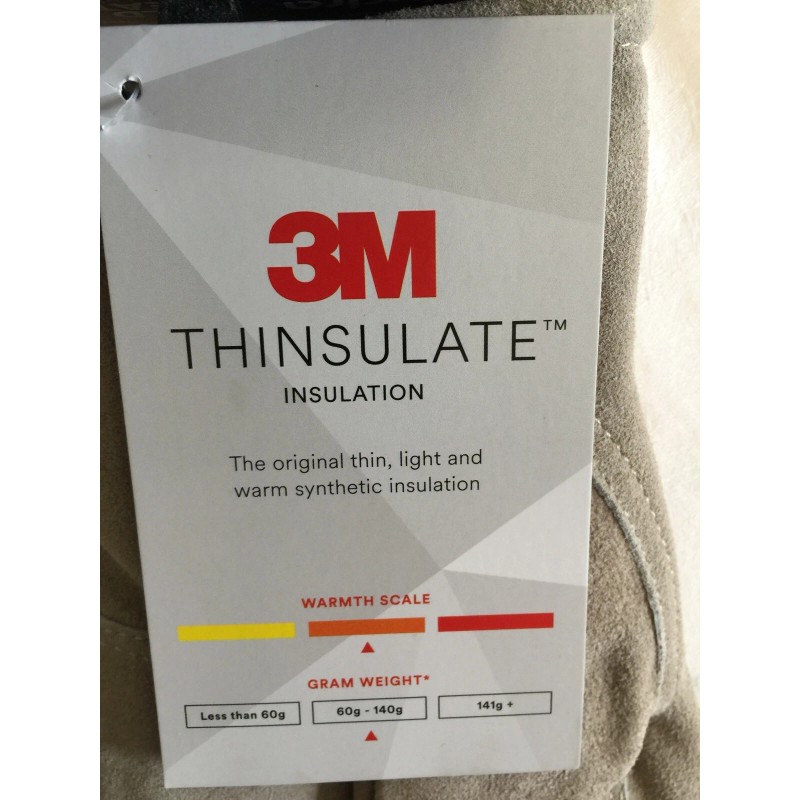 3M
THINSULATE™
INSULATION
The original thin, light and
warm synthetic insulation
WARMTH SCALE
GRAM WEIGHT*
Less than 60g 60g - 140g 141g +